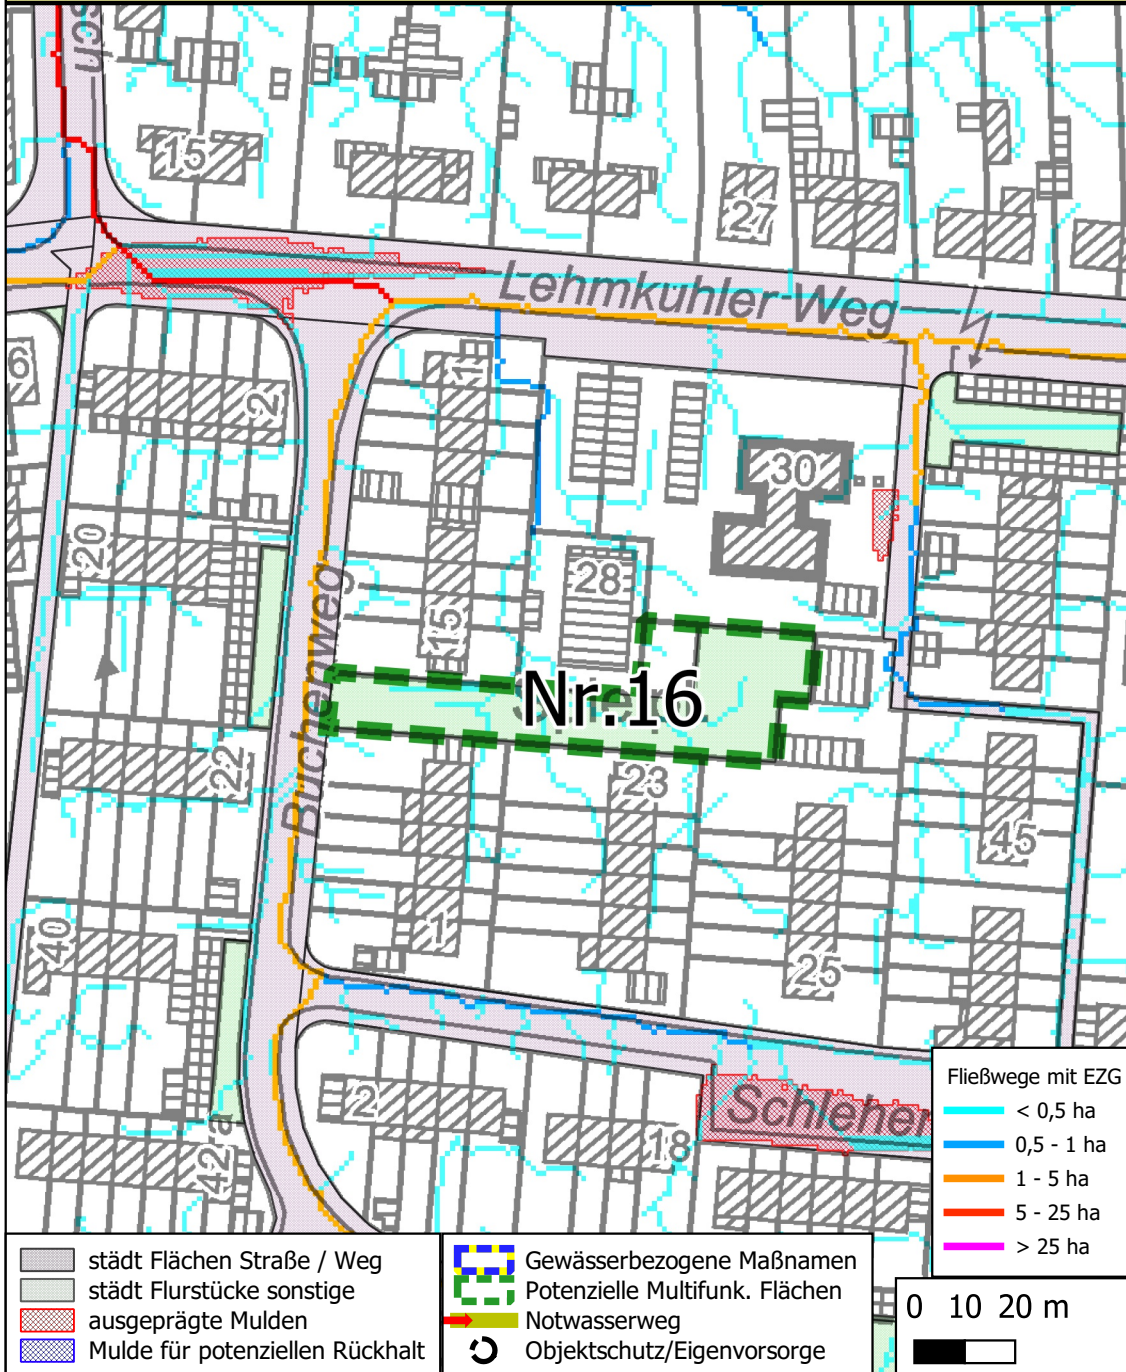 sch
15
27
Lehmkuhler-Weg
6
2
11
30
20
28
15
Nr.16
Buchenweg
22
23
45
40
1
25
2
Schlehen
18
42a
Fließwege mit EZG
< 0,5 ha
0,5 - 1 ha
1 - 5 ha
5 - 25 ha
> 25 ha
städt Flächen Straße / Weg
städt Flurstücke sonstige
ausgeprägte Mulden
Mulde für potenziellen Rückhalt
Gewässerbezogene Maßnamen
Potenzielle Multifunk. Flächen
Notwasserweg
Objektschutz/Eigenvorsorge
0 10 20 m